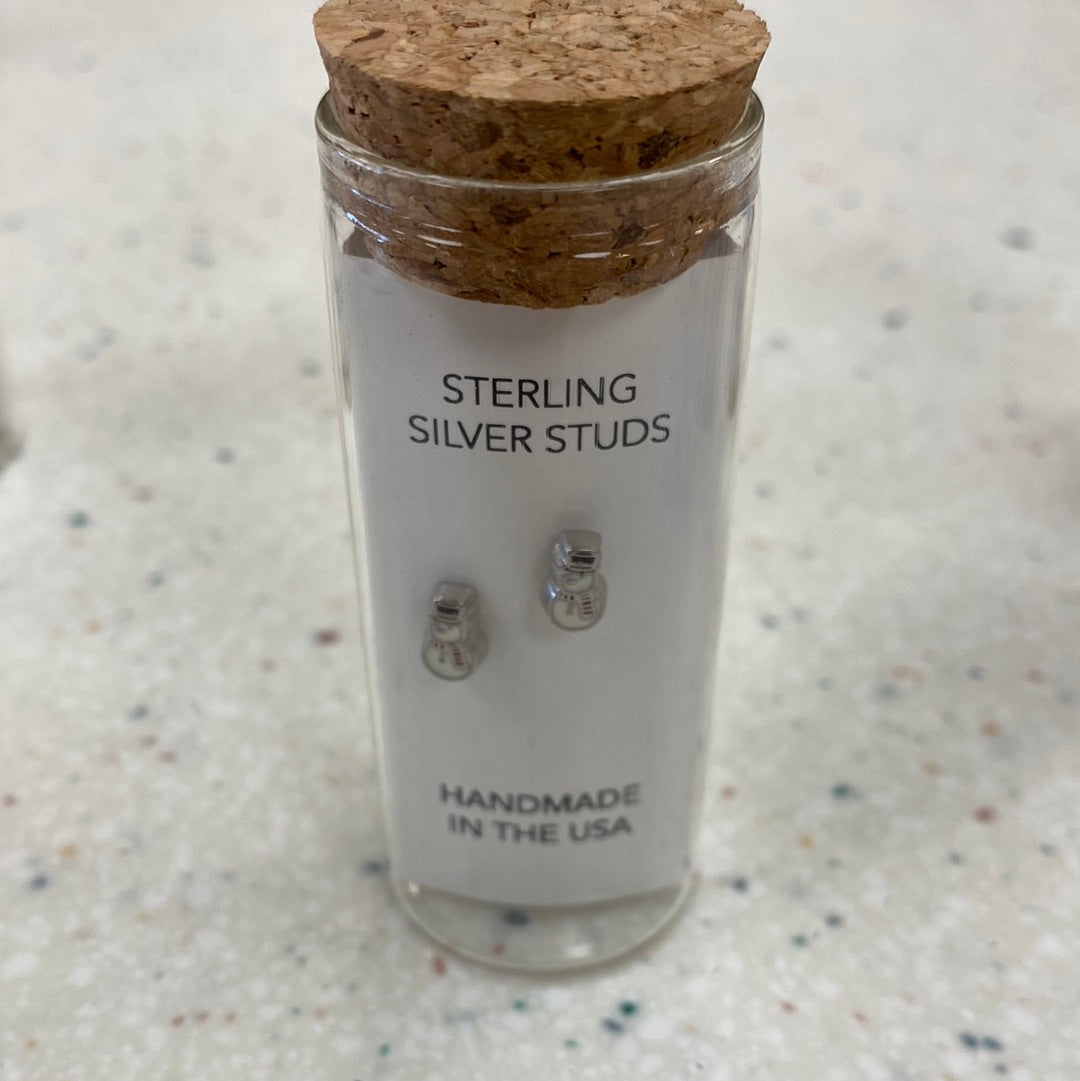 STERLING
SILVER STUDS
HANDMADE
IN THE USA